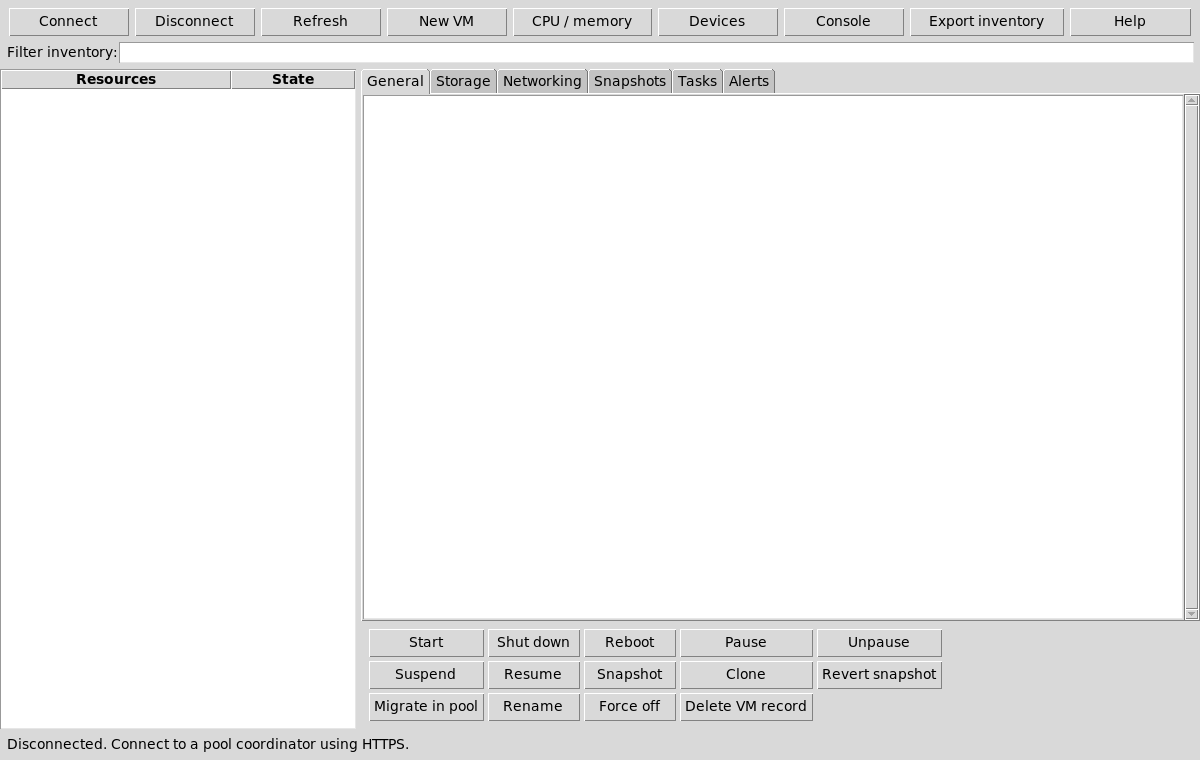 Connect Disconnect Refresh New VM CPU / memory Devices Console Export inventory Help
Filter inventory:
Resources State General Storage Networking Snapshots Tasks Alerts
Start Shut down Reboot Pause Unpause
Suspend Resume Snapshot Clone Revert snapshot
Migrate in pool Rename Force off Delete VM record
Disconnected. Connect to a pool coordinator using HTTPS.